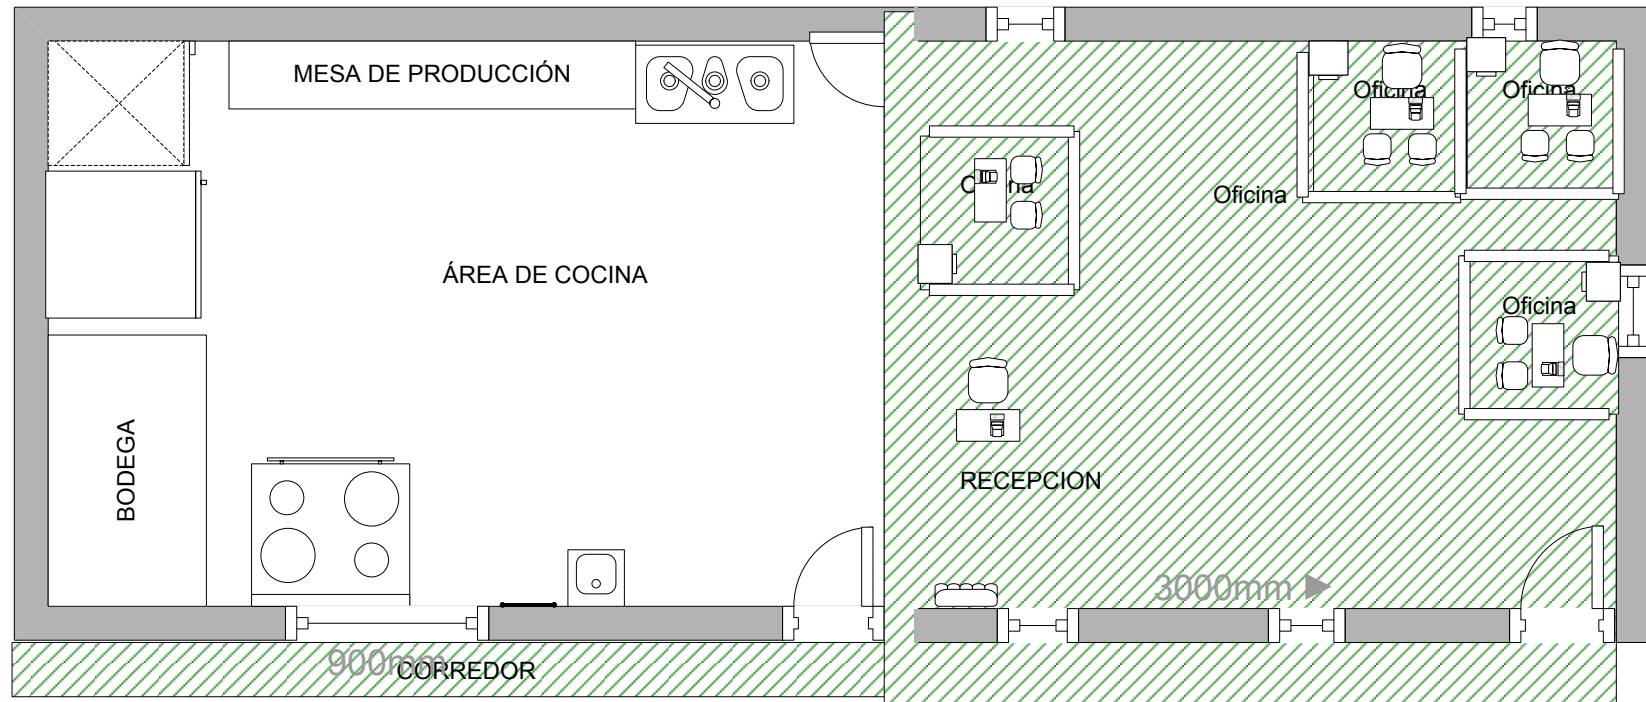 MESA DE PRODUCCIÓN
Oficina
Oficina
Oficina
Oficina
ÁREA DE COCINA
Oficina
BODEGA
RECEPCION
3000mm
900mm
CORREDOR